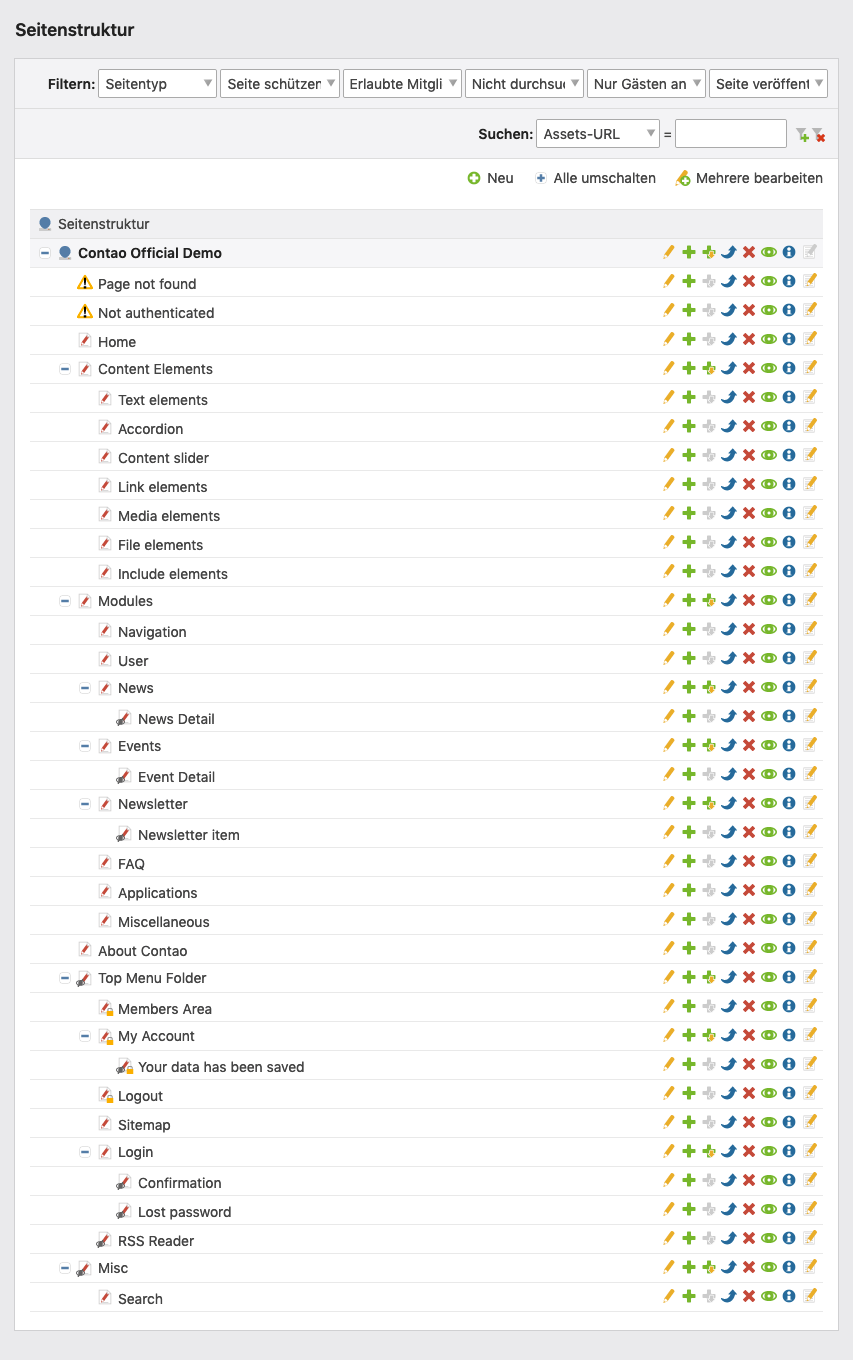 Seitenstruktur
Filtern: Seitentyp Seite schützen Erlaubte Mitgli Nicht durchsu Nur Gästen an Seite veröffent
Suchen: Assets-URL =
Neu Alle umschalten Mehrere bearbeiten
Seitenstruktur
Contao Official Demo
Page not found
Not authenticated
Home
Content Elements
Text elements
Accordion
Content slider
Link elements
Media elements
File elements
Include elements
Modules
Navigation
User
News
News Detail
Events
Event Detail
Newsletter
Newsletter item
FAQ
Applications
Miscellaneous
About Contao
Top Menu Folder
Members Area
My Account
Your data has been saved
Logout
Sitemap
Login
Confirmation
Lost password
RSS Reader
Misc
Search